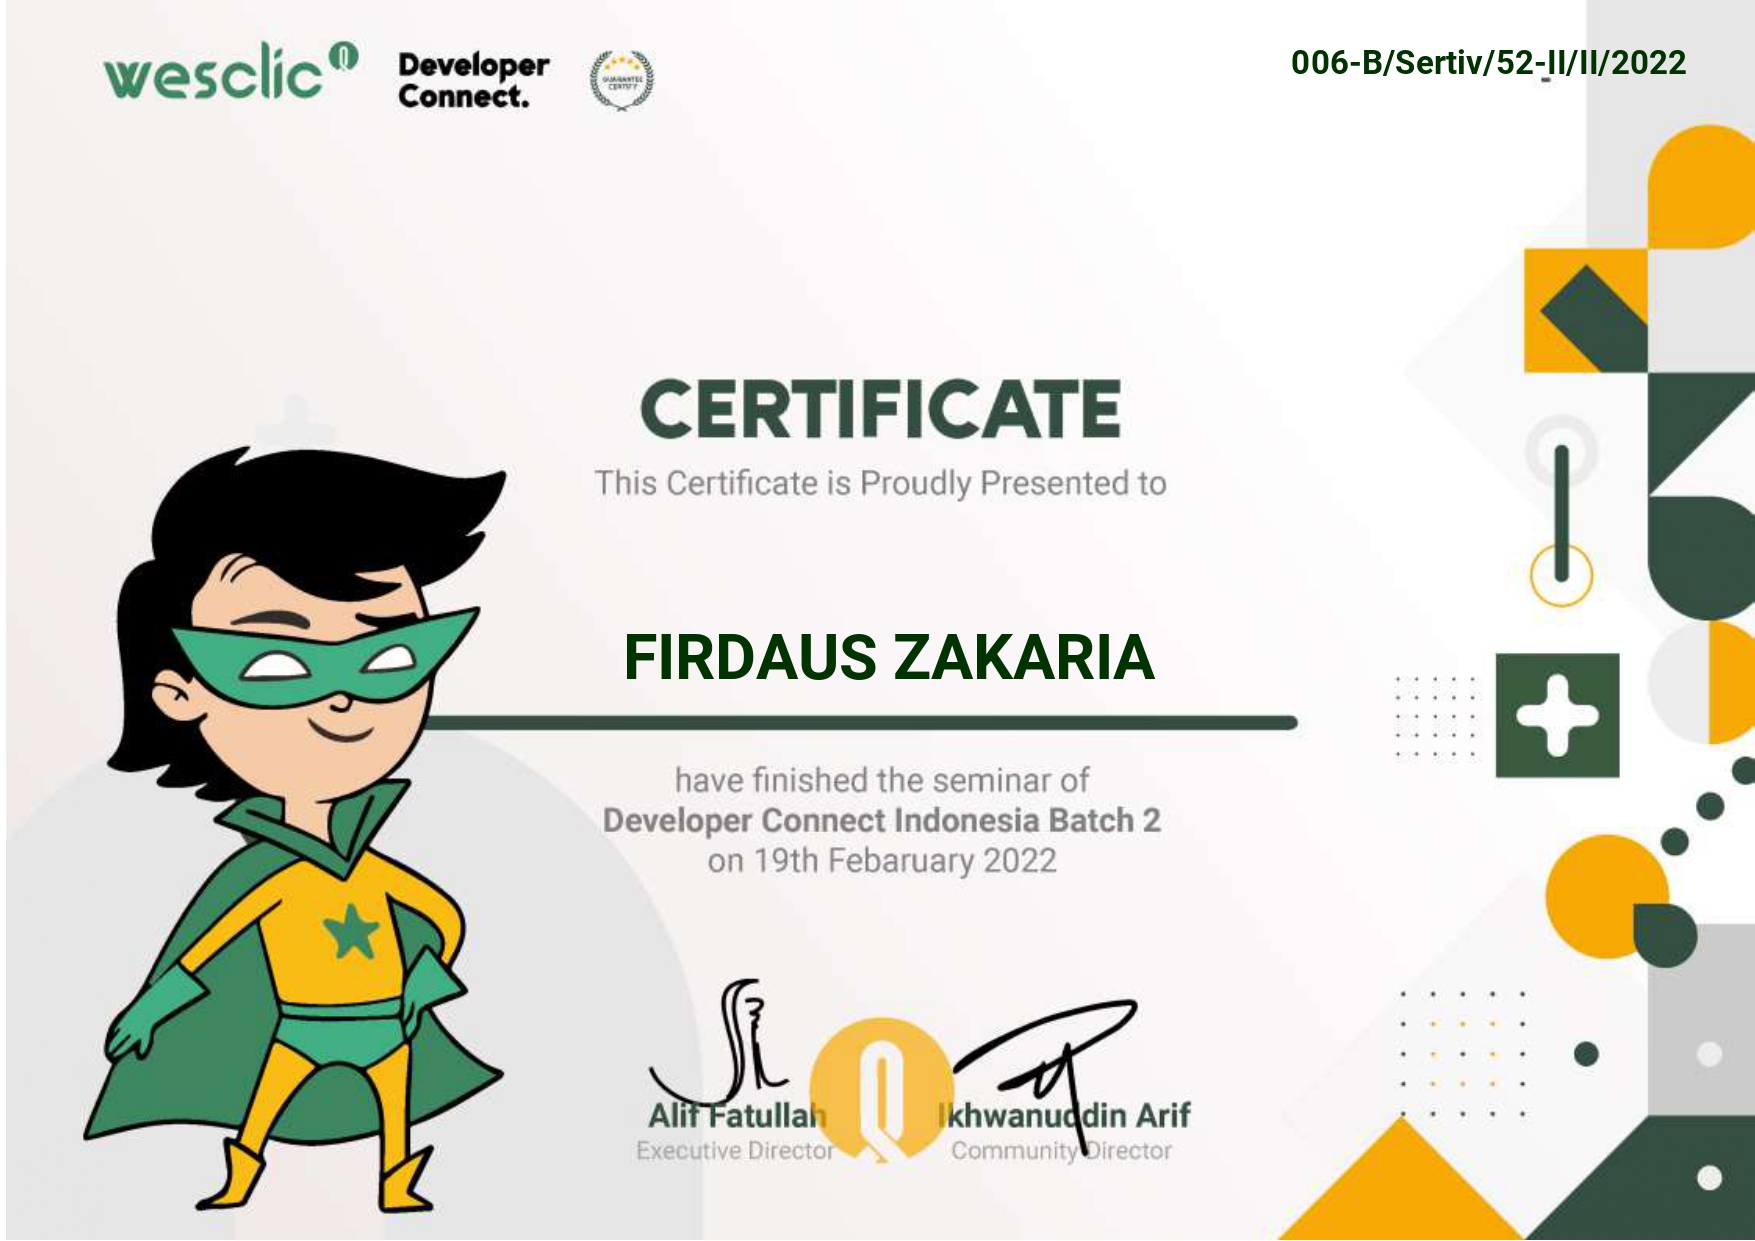 wesclic
Developer
Connect.
GUARANTEE
CERTIFY
006-B/Sertiv/52-II/II/2022
CERTIFICATE
This Certificate is Proudly Presented to
FIRDAUS ZAKARIA
have finished the seminar of
Developer Connect Indonesia Batch 2
on 19th Febaruary 2022
Alif Fatullah
Ikhwanuddin Arif
Executive Director
Community Director